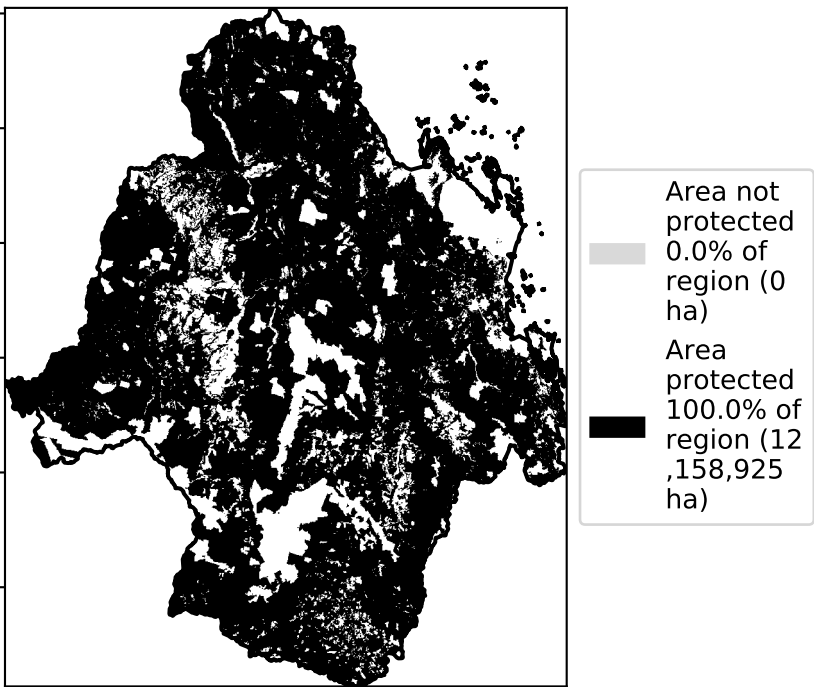 Area not
protected
0.0% of
region (0
ha)
Area
protected
100.0% of
region (12
,158,925
ha)